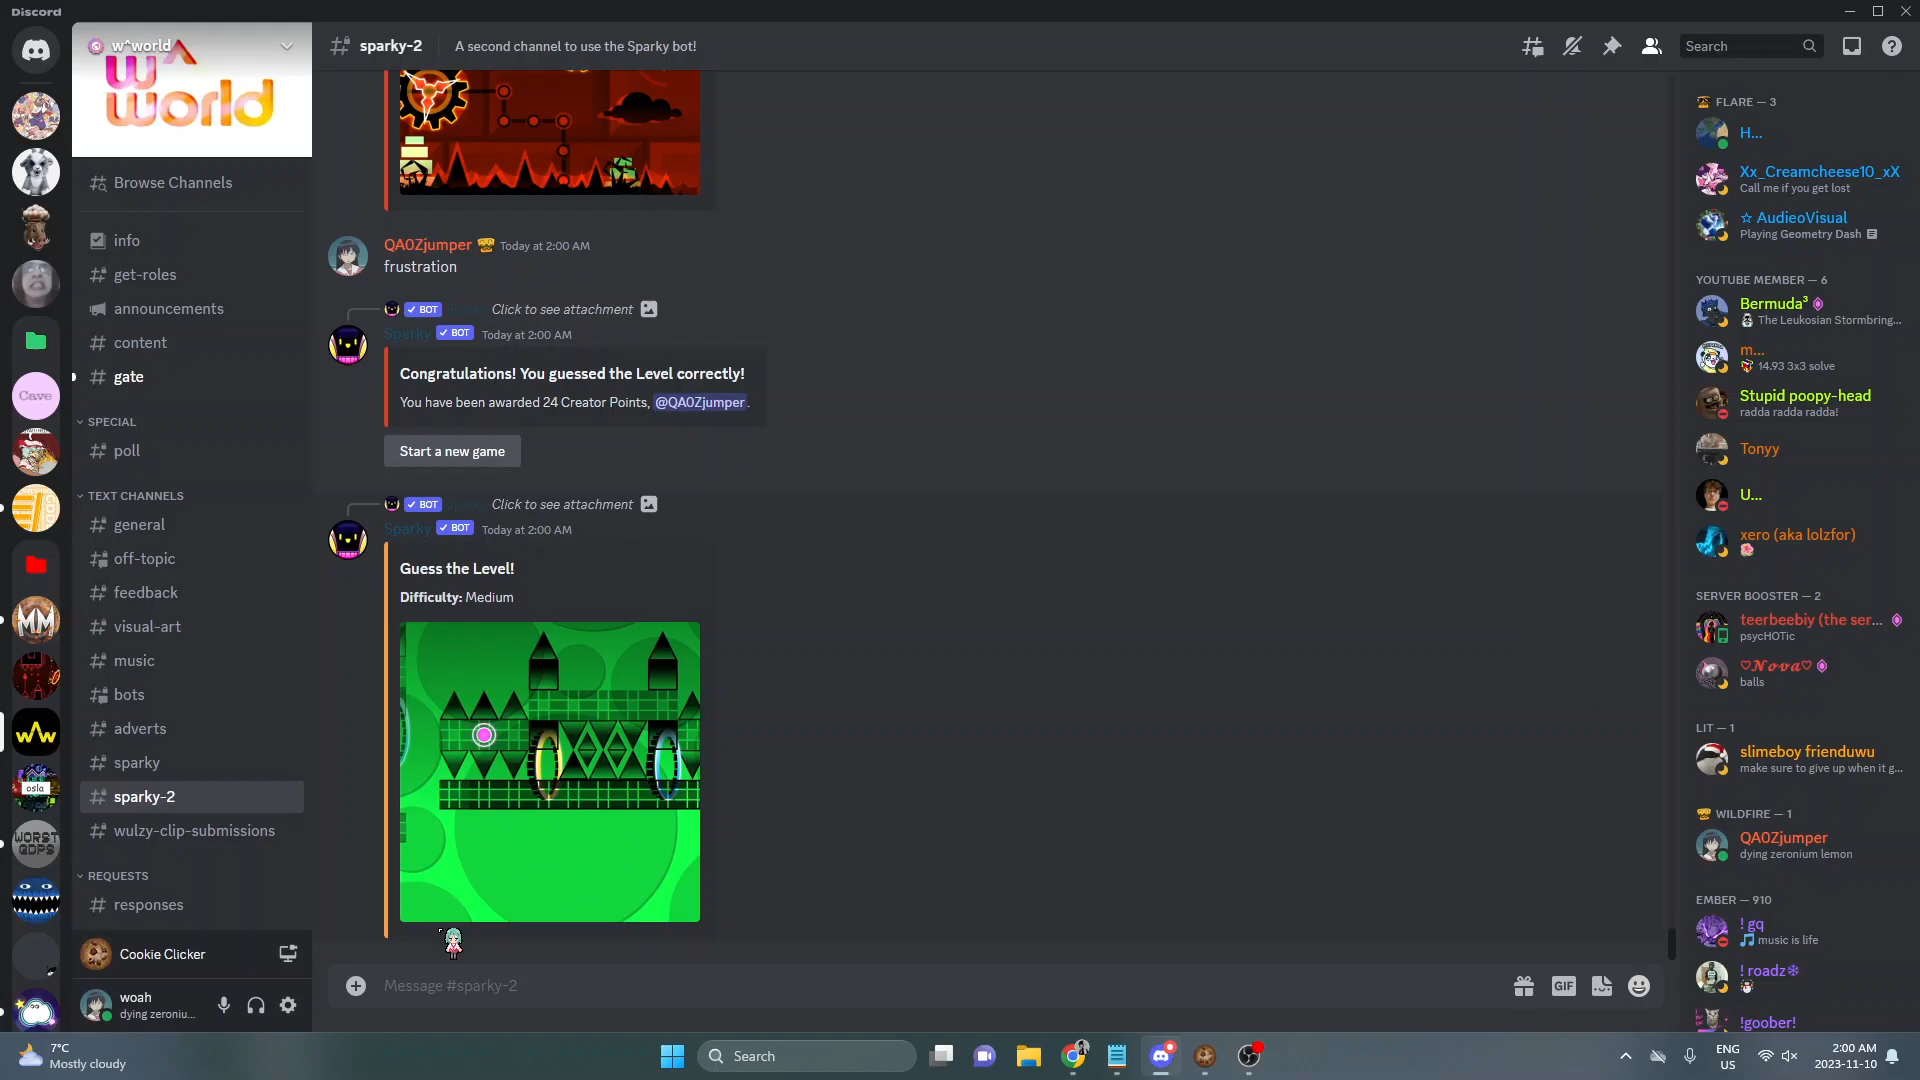 Discord
w^world
w^world
Browse Channels
info
get-roles
announcements
content
gate
SPECIAL
poll
TEXT CHANNELS
general
off-topic
feedback
visual-art
music
bots
adverts
sparky
sparky-2
wulzy-clip-submissions
REQUESTS
responses
Cookie Clicker
woah
dying zeroniu...
Cave
osla
WORST
GDPS
sparky-2
A second channel to use the Sparky bot!
Search
QA0Zjumper Today at 2:00 AM
frustration
✓ BOT Sparky Click to see attachment
Sparky ✓ BOT Today at 2:00 AM
Congratulations! You guessed the Level correctly!
You have been awarded 24 Creator Points, @QA0Zjumper.
Start a new game
✓ BOT Sparky Click to see attachment
Sparky ✓ BOT Today at 2:00 AM
Guess the Level!
Difficulty: Medium
Message #sparky-2
GIF
FLARE — 3
H...
Xx_Creamcheese10_xX
Call me if you get lost
☆ AudieoVisual
Playing Geometry Dash
YOUTUBE MEMBER — 6
Bermuda³
The Leukosian Stormbring...
m...
14.93 3x3 solve
Stupid poopy-head
radda radda radda!
Tonyy
U...
xero (aka lolzfor)
SERVER BOOSTER — 2
teerbeebiy (the ser...
psycHOTic
♡𝓝𝓸𝓿𝓪♡
balls
LIT — 1
slimeboy frienduwu
make sure to give up when it g...
WILDFIRE — 1
QA0Zjumper
dying zeronium lemon
EMBER — 910
! gq
music is life
! roadz❄
!goober!
7°C
Mostly cloudy
Search
ENG
US
2:00 AM
2023-11-10